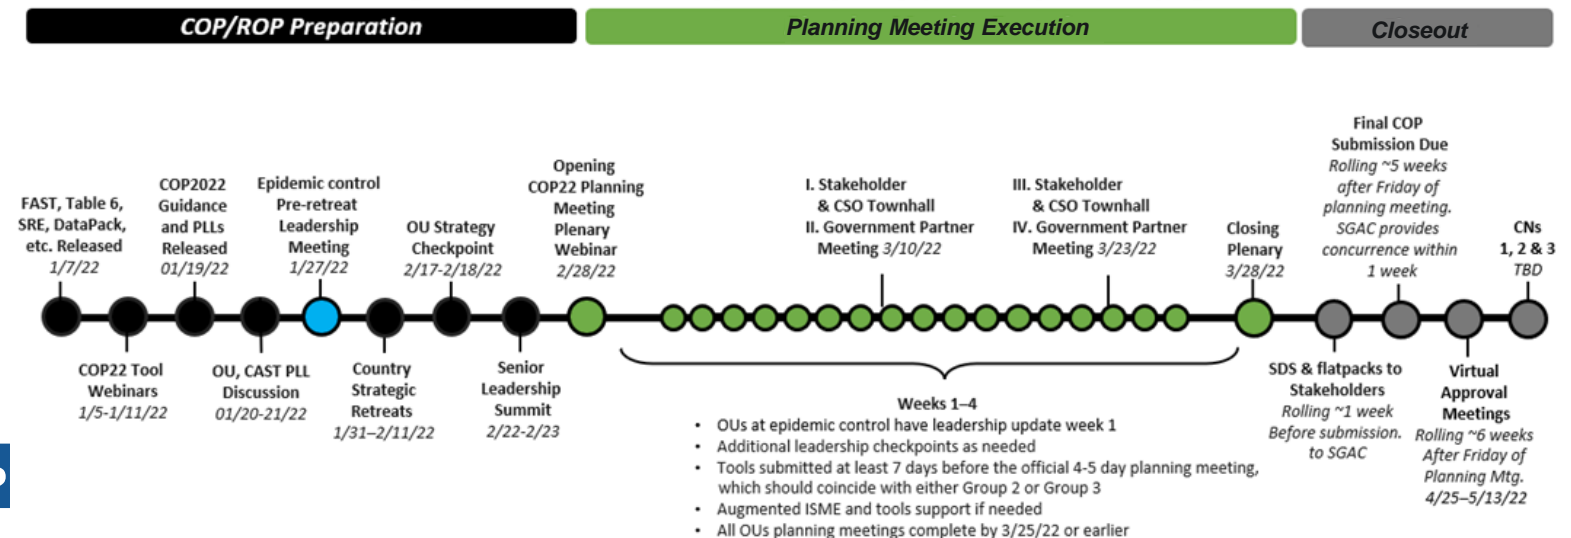 COP/ROP Preparation
Planning Meeting Execution
Closeout
FAST, Table 6,
SRE, DataPack,
etc. Released
1/7/22
COP22 Tool
Webinars
1/5-1/11/22
COP2022
Guidance
and PLLs
Released
01/19/22
OU, CAST PLL
Discussion
01/20-21/22
Epidemic control
Pre-retreat
Leadership
Meeting
1/27/22
Country
Strategic
Retreats
1/31–2/11/22
OU Strategy
Checkpoint
2/17-2/18/22
Senior
Leadership
Summit
2/22-2/23
Opening
COP22 Planning
Meeting
Plenary
Webinar
2/28/22
I. Stakeholder
& CSO Townhall
II. Government Partner
Meeting 3/10/22
III. Stakeholder
& CSO Townhall
IV. Government Partner
Meeting 3/23/22
Weeks 1–4
• OUs at epidemic control have leadership update week 1
• Additional leadership checkpoints as needed
• Tools submitted at least 7 days before the official 4-5 day planning meeting,
which should coincide with either Group 2 or Group 3
• Augmented ISME and tools support if needed
• All OUs planning meetings complete by 3/25/22 or earlier
Closing
Plenary
3/28/22
SDS & flatpacks to
Stakeholders
Rolling ~1 week
Before submission.
to SGAC
Final COP
Submission Due
Rolling ~5 weeks
after Friday of
planning meeting.
SGAC provides
concurrence within
1 week
Virtual
Approval
Meetings
Rolling ~6 weeks
After Friday of
Planning Mtg.
4/25–5/13/22
CNs
1, 2 & 3
TBD